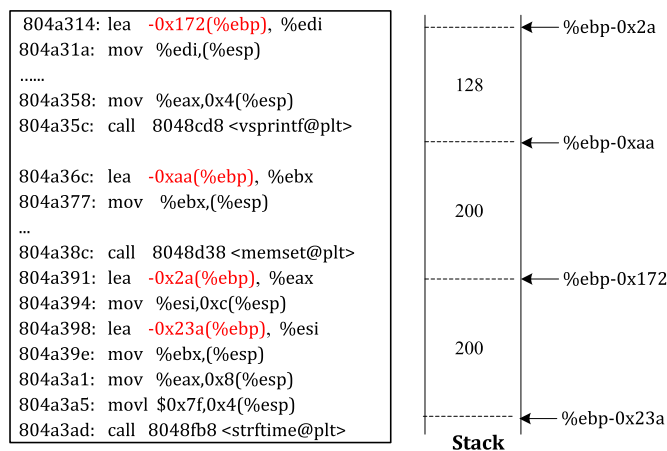 804a314: lea -0x172(%ebp), %edi
804a31a: mov %edi,(%esp)
......
804a358: mov %eax,0x4(%esp)
804a35c: call 8048cd8 <vsprintf@plt>
804a36c: lea -0xaa(%ebp), %ebx
804a377: mov %ebx,(%esp)
...
804a38c: call 8048d38 <memset@plt>
804a391: lea -0x2a(%ebp), %eax
804a394: mov %esi,0xc(%esp)
804a398: lea -0x23a(%ebp), %esi
804a39e: mov %ebx,(%esp)
804a3a1: mov %eax,0x8(%esp)
804a3a5: movl $0x7f,0x4(%esp)
804a3ad: call 8048fb8 <strftime@plt>
%ebp-0x2a
128
%ebp-0xaa
200
%ebp-0x172
200
%ebp-0x23a
Stack